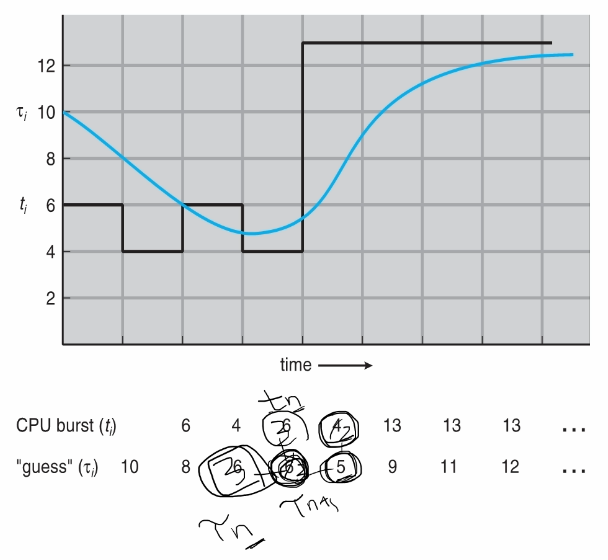 12
τi 10
8
ti 6
4
2
time
tn
CPU burst (ti) 6 4 6 4 13 13 13 ...
"guess" (τi) 10 8 6 6 5 9 11 12 ...
τn τn+1